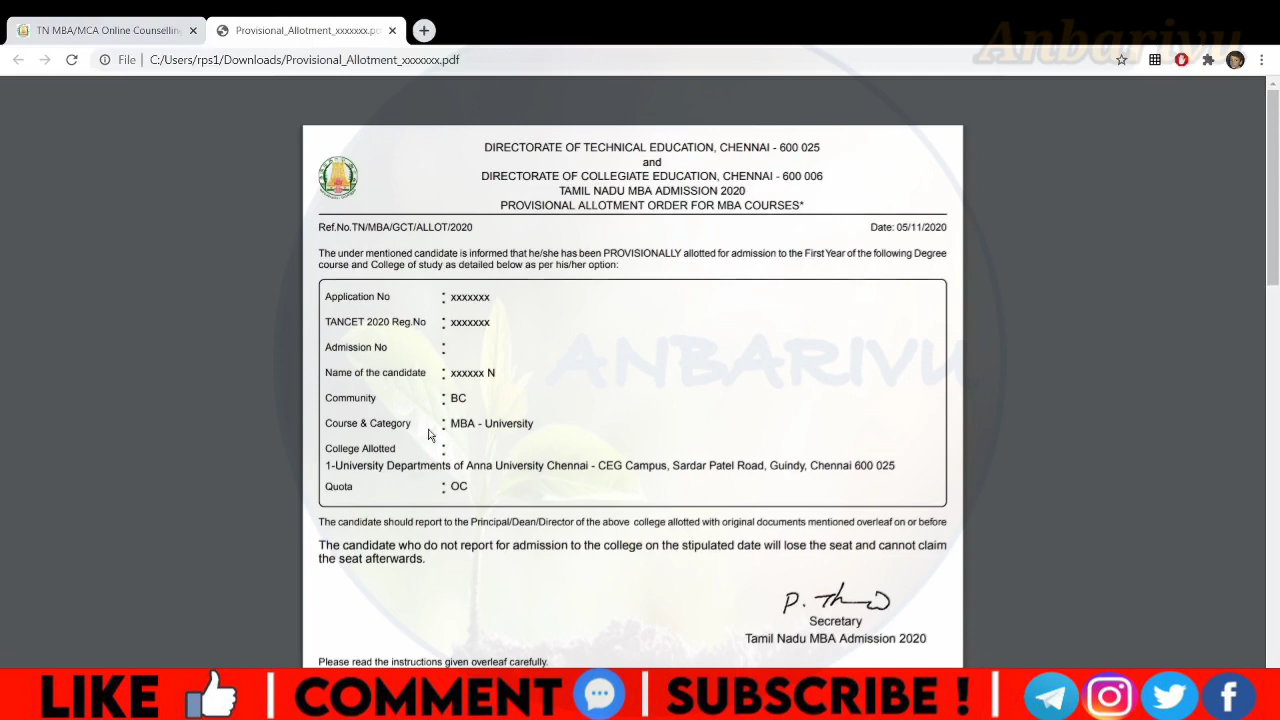 TN MBA/MCA Online Counselling
Provisional_Allotment_xxxxxxx.pd
File
C:/Users/rps1/Downloads/Provisional_Allotment_xxxxxxx.pdf
Anbarivu
DIRECTORATE OF TECHNICAL EDUCATION, CHENNAI - 600 025
and
DIRECTORATE OF COLLEGIATE EDUCATION, CHENNAI - 600 006
TAMIL NADU MBA ADMISSION 2020
PROVISIONAL ALLOTMENT ORDER FOR MBA COURSES*
Ref.No.TN/MBA/GCT/ALLOT/2020 Date: 05/11/2020
The under mentioned candidate is informed that he/she has been PROVISIONALLY allotted for admission to the First Year of the following Degree
course and College of study as detailed below as per his/her option:
Application No : xxxxxxx
TANCET 2020 Reg.No : xxxxxxx
Admission No :
Name of the candidate : xxxxxx N
Community : BC
Course & Category : MBA - University
College Allotted :
1-University Departments of Anna University Chennai - CEG Campus, Sardar Patel Road, Guindy, Chennai 600 025
Quota : OC
ANBARIVU
The candidate should report to the Principal/Dean/Director of the above college allotted with original documents mentioned overleaf on or before
The candidate who do not report for admission to the college on the stipulated date will lose the seat and cannot claim
the seat afterwards.
Secretary
Tamil Nadu MBA Admission 2020
Please read the instructions given overleaf carefully.
LIKE | COMMENT | SUBSCRIBE ! |